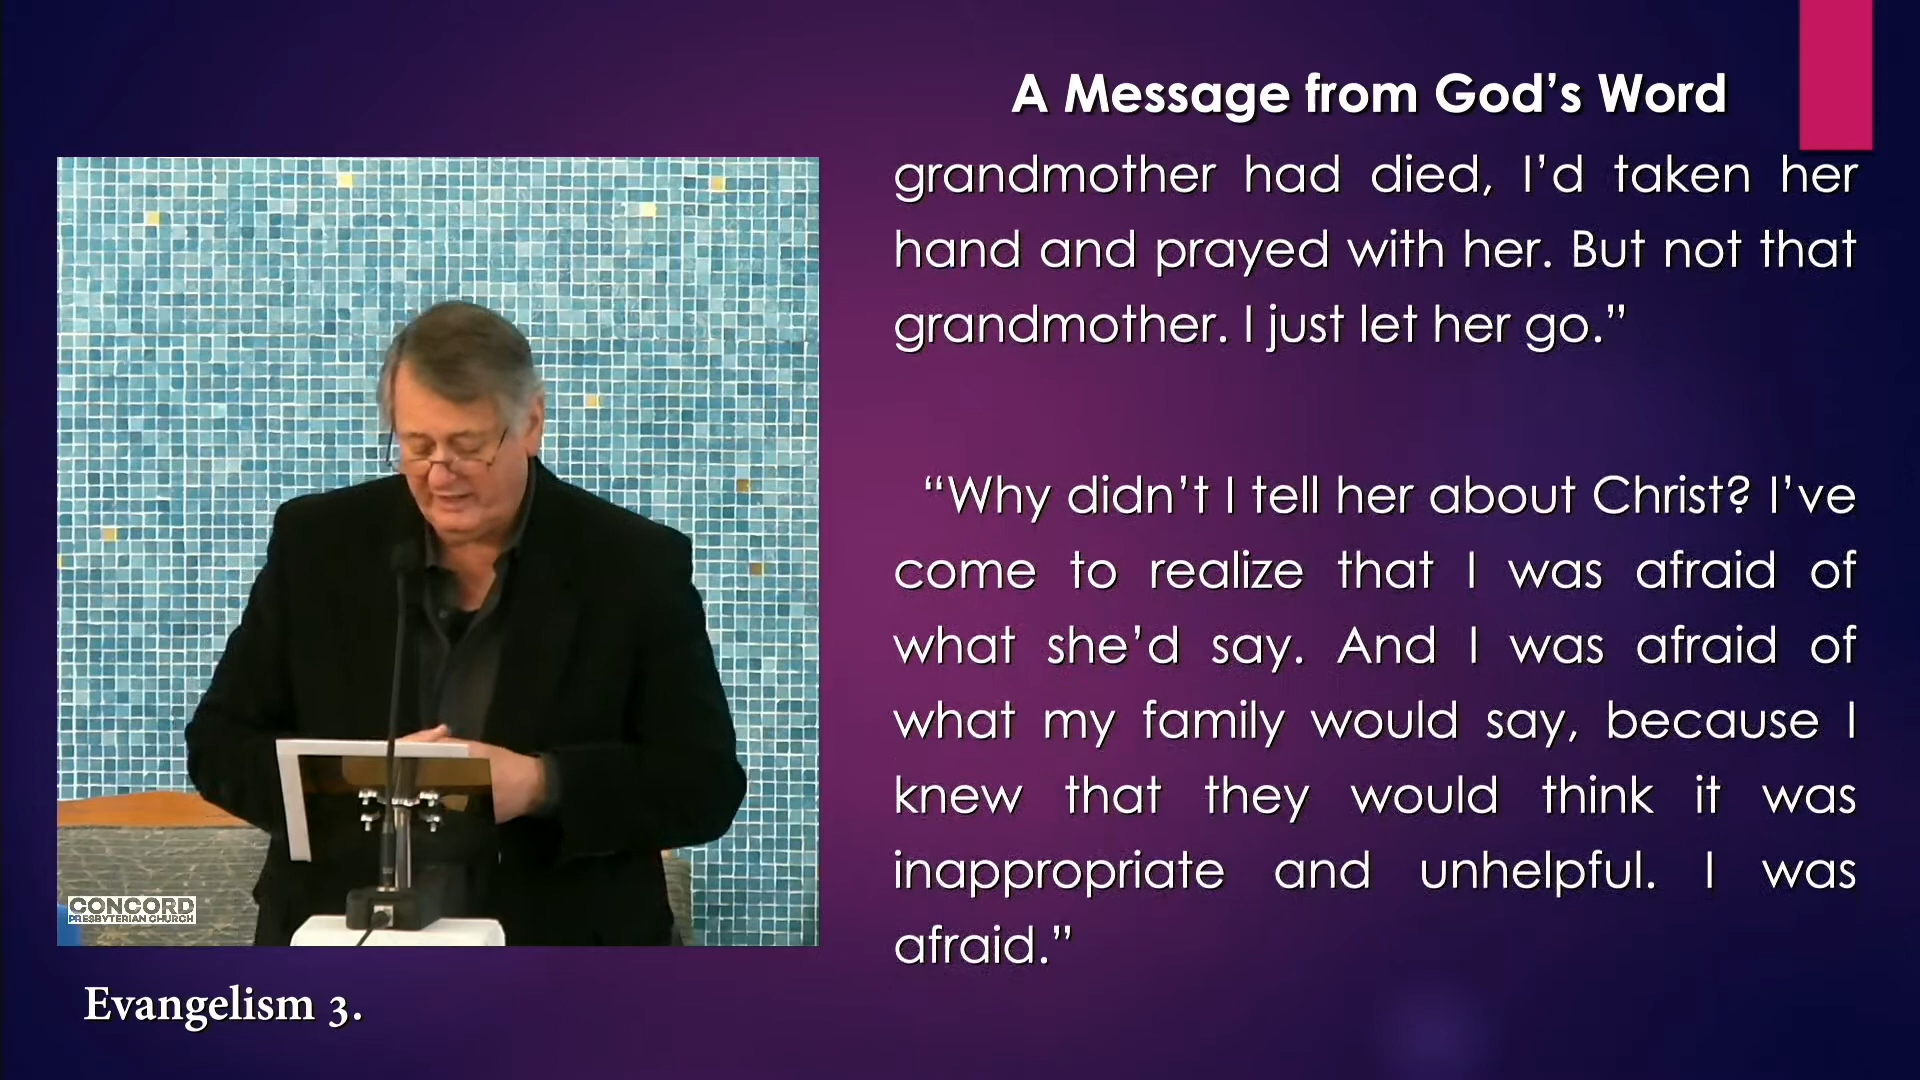 A Message from God’s Word
grandmother had died, I’d taken her
hand and prayed with her. But not that
grandmother. I just let her go.”
“Why didn’t I tell her about Christ? I’ve
come to realize that I was afraid of
what she’d say. And I was afraid of
what my family would say, because I
knew that they would think it was
inappropriate and unhelpful. I was
afraid.”
CONCORD
PRESBYTERIAN CHURCH
Evangelism 3.